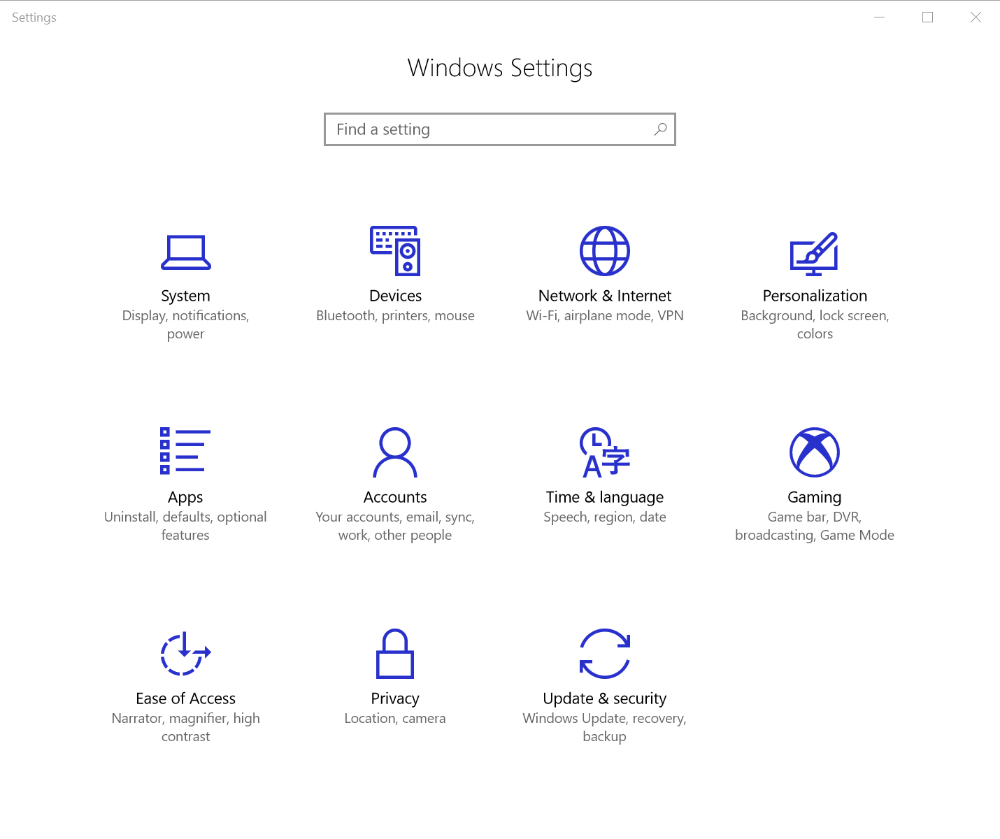 Settings
Windows Settings
Find a setting
System
Display, notifications,
power
Devices
Bluetooth, printers, mouse
Network & Internet
Wi-Fi, airplane mode, VPN
Personalization
Background, lock screen,
colors
Apps
Uninstall, defaults, optional
features
Accounts
Your accounts, email, sync,
work, other people
A字
Time & language
Speech, region, date
Gaming
Game bar, DVR,
broadcasting, Game Mode
Ease of Access
Narrator, magnifier, high
contrast
Privacy
Location, camera
Update & security
Windows Update, recovery,
backup